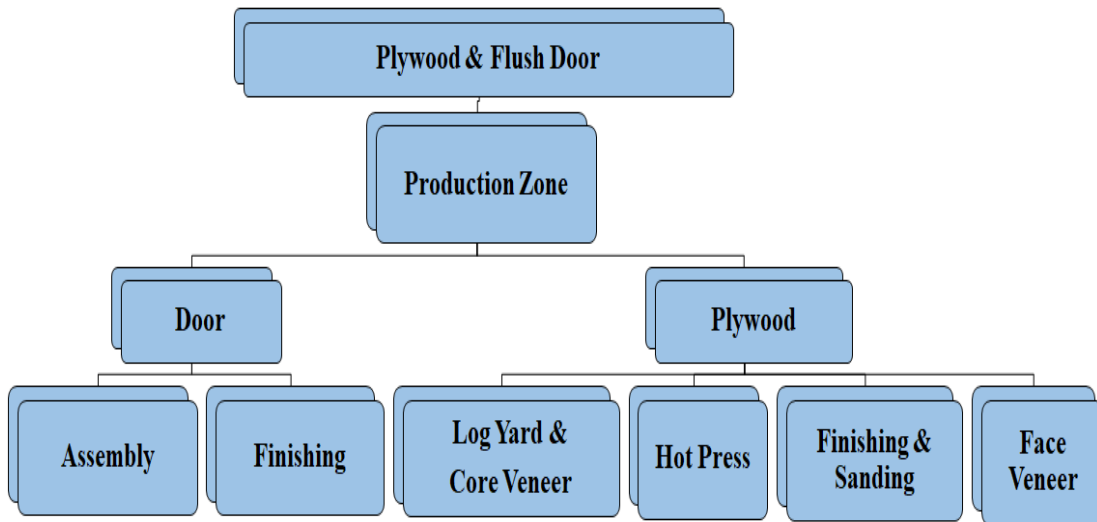 Plywood & Flush Door
Production Zone
Door
Plywood
Assembly
Finishing
Log Yard &
Core Veneer
Hot Press
Finishing &
Sanding
Face
Veneer